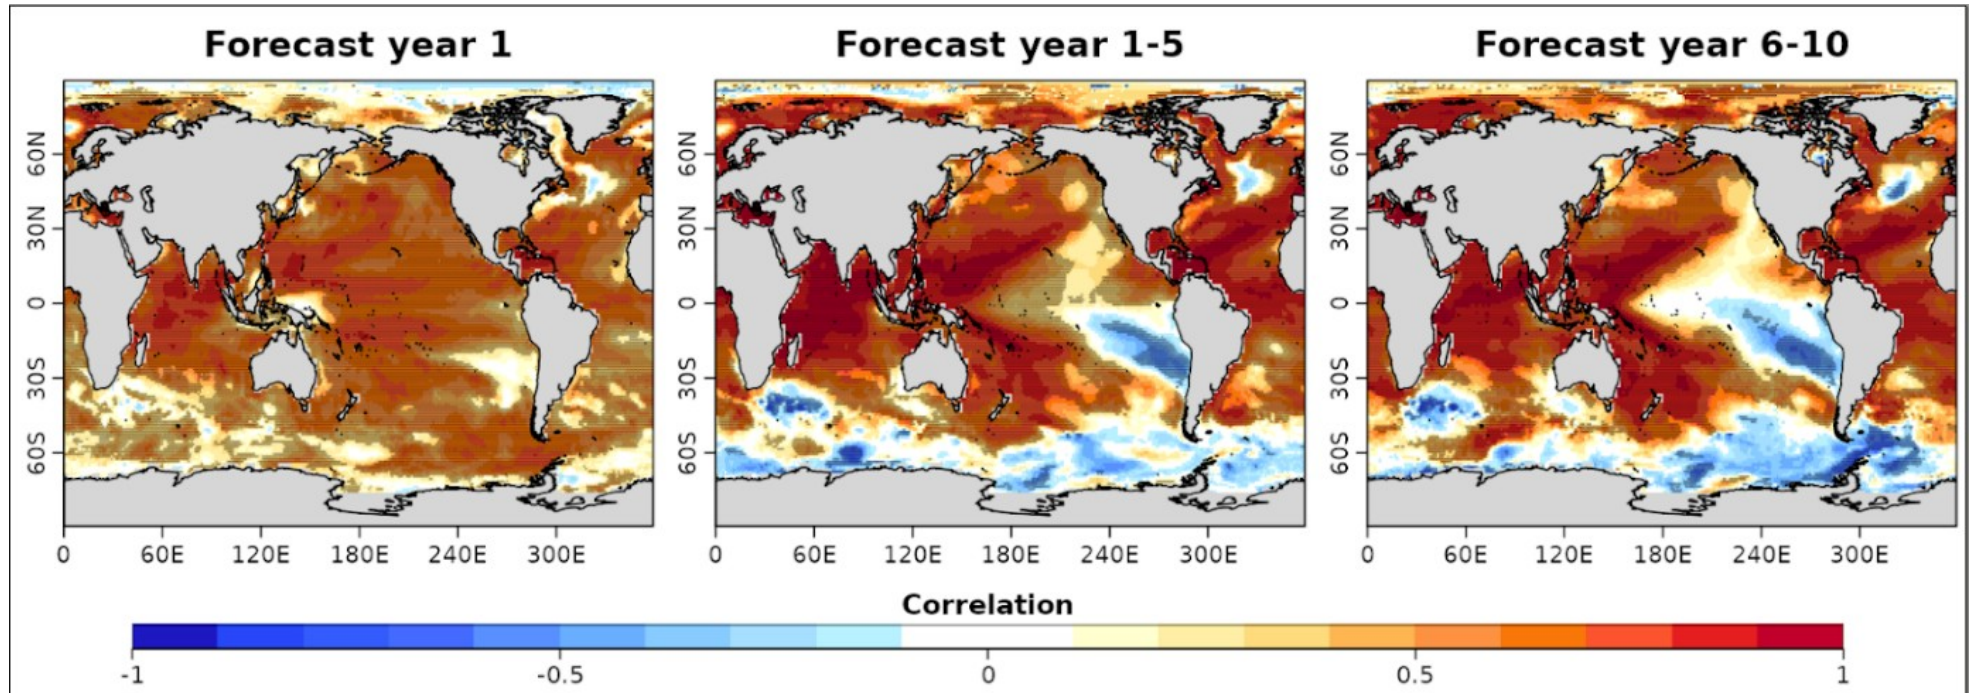 Forecast year 1
Forecast year 1-5
Forecast year 6-10
60N
30N
0
30S
60S
0 60E 120E 180E 240E 300E
60N
30N
0
30S
60S
0 60E 120E 180E 240E 300E
60N
30N
0
30S
60S
0 60E 120E 180E 240E 300E
Correlation
-1 -0.5 0 0.5 1